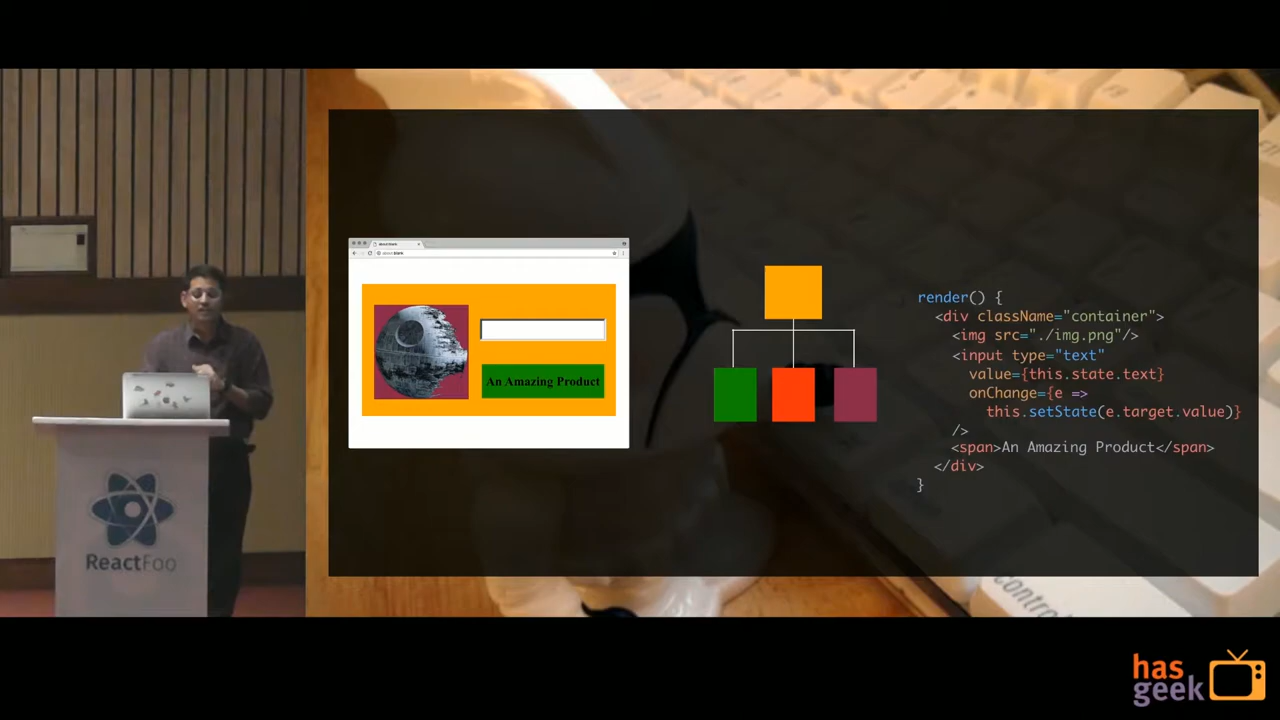 An Amazing Product
render() {
<div className="container">
<img src="./img.png"/>
<input type="text"
value={this.state.text}
onChange={e =>
this.setState(e.target.value)}
/>
<span>An Amazing Product</span>
</div>
}
ReactFoo
control
has
geek